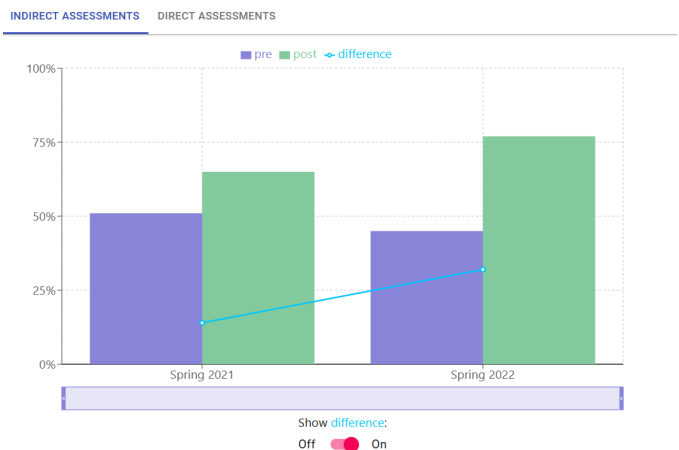 INDIRECT ASSESSMENTS DIRECT ASSESSMENTS
pre post difference
100%
75%
50%
25%
0%
Spring 2021 Spring 2022
Show difference:
Off On